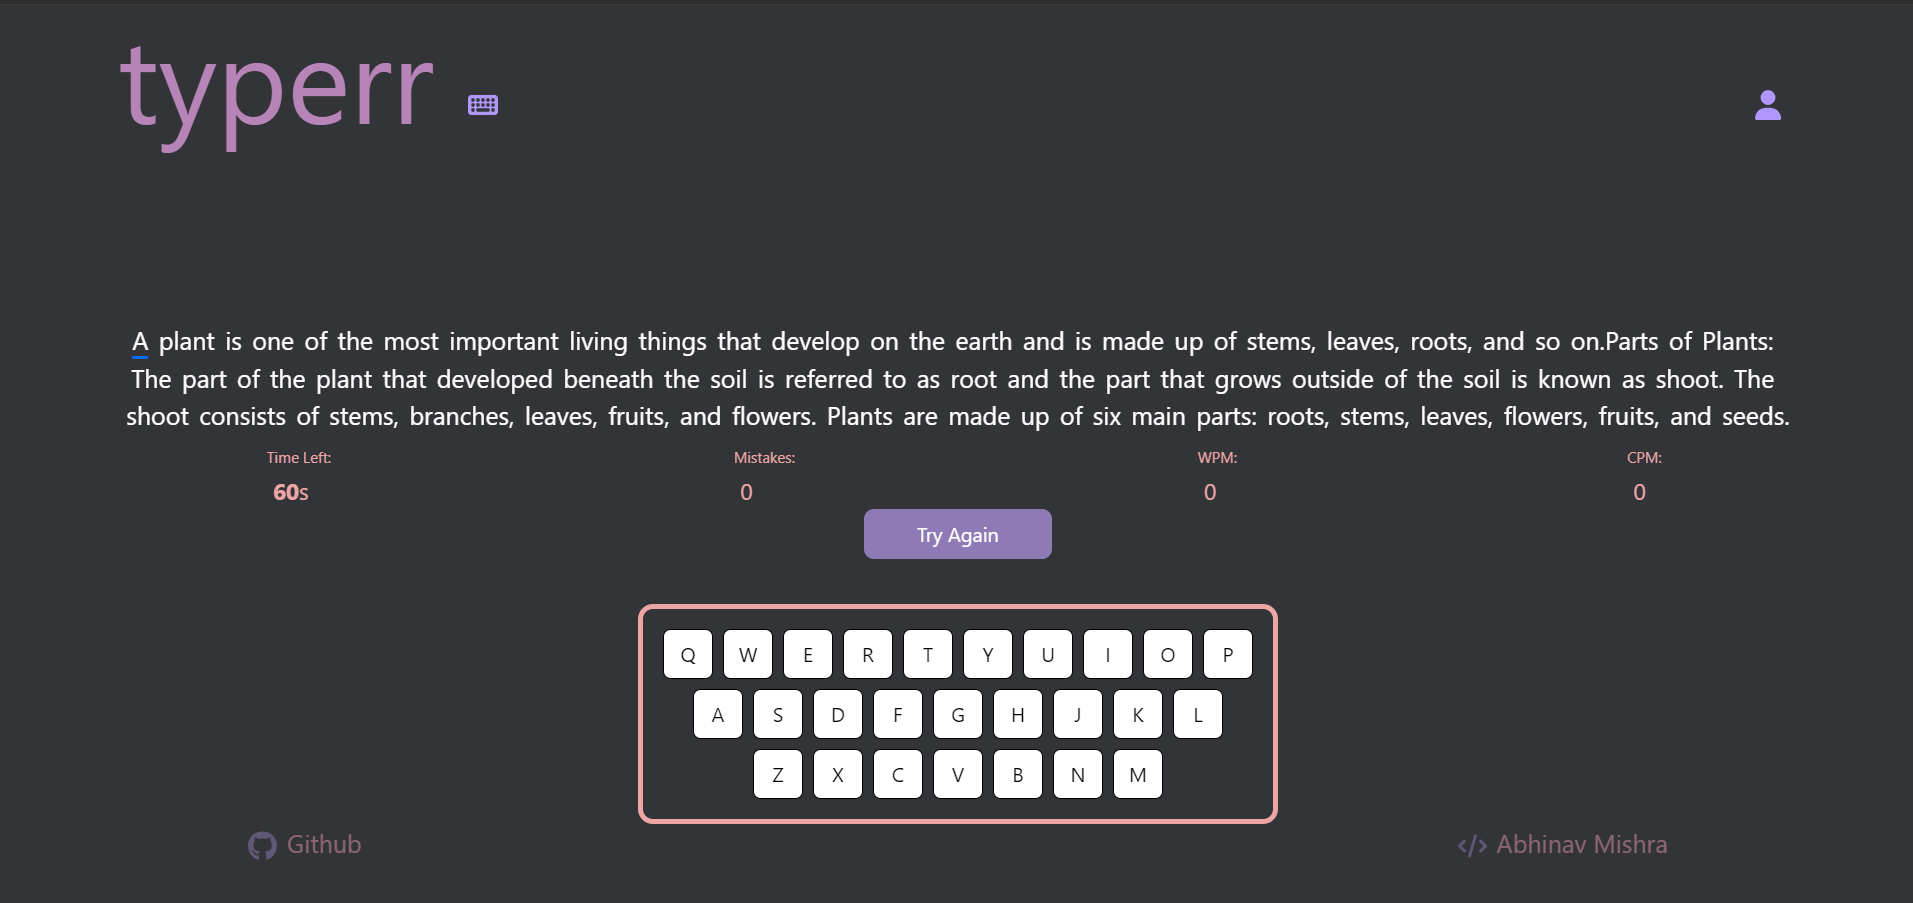 typerr
A plant is one of the most important living things that develop on the earth and is made up of stems, leaves, roots, and so on.Parts of Plants:
The part of the plant that developed beneath the soil is referred to as root and the part that grows outside of the soil is known as shoot. The
shoot consists of stems, branches, leaves, fruits, and flowers. Plants are made up of six main parts: roots, stems, leaves, flowers, fruits, and seeds.
Time Left: Mistakes: WPM: CPM:
60s 0 0 0
Try Again
Q W E R T Y U I O P
A S D F G H J K L
Z X C V B N M
Github </> Abhinav Mishra